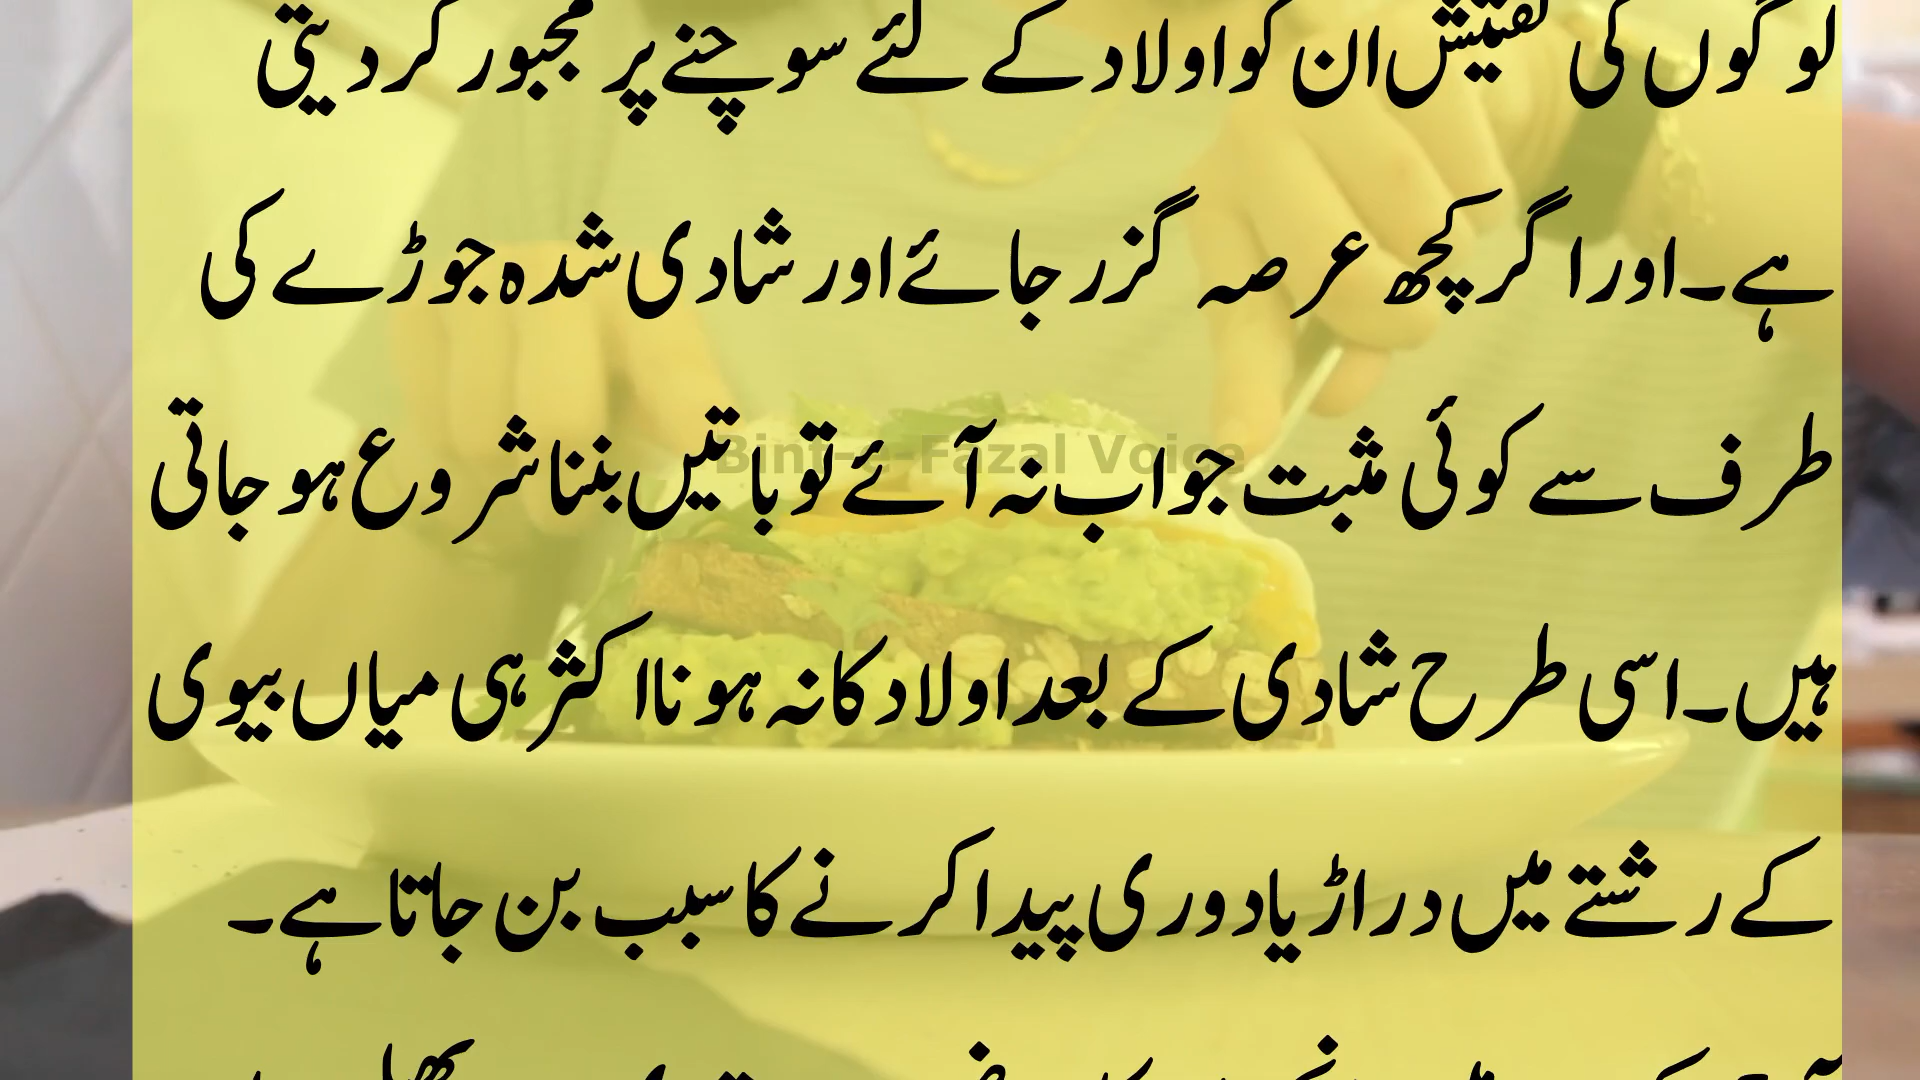 لوگوں کی تفتیش ان کو اولاد کے لئے سوچنے پر مجبور کر دیتی
ہے۔ اور اگر کچھ عرصہ گزر جائے اور شادی شدہ جوڑے کی
طرف سے کوئی مثبت جواب نہ آئے تو باتیں بننا شروع ہو جاتی
Bint-e-Fazal Voice
ہیں۔ اسی طرح شادی کے بعد اولاد کا نہ ہونا اکثر ہی میاں بیوی
کے رشتے میں دراڑ یا دوری پیدا کرنے کا سبب بن جاتا ہے۔